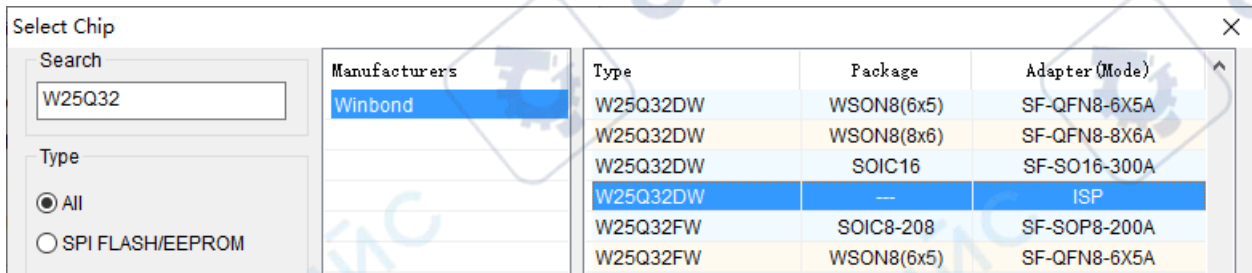 Select Chip
Search
W25Q32
Type
All
SPI FLASH/EEPROM
Manufacturers
Winbond
Type Package Adapter(Mode)
W25Q32DW WSON8(6x5) SF-QFN8-6X5A
W25Q32DW WSON8(8x6) SF-QFN8-8X6A
W25Q32DW SOIC16 SF-SO16-300A
W25Q32DW --- ISP
W25Q32FW SOIC8-208 SF-SOP8-200A
W25Q32FW WSON8(6x5) SF-QFN8-6X5A